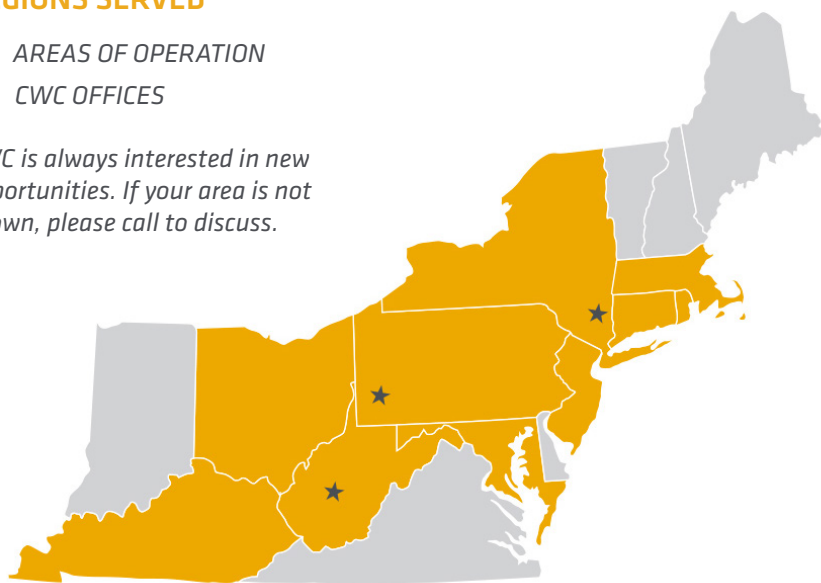 GIONS SERVED
AREAS OF OPERATION
CWC OFFICES
C is always interested in new
portunities. If your area is not
own, please call to discuss.